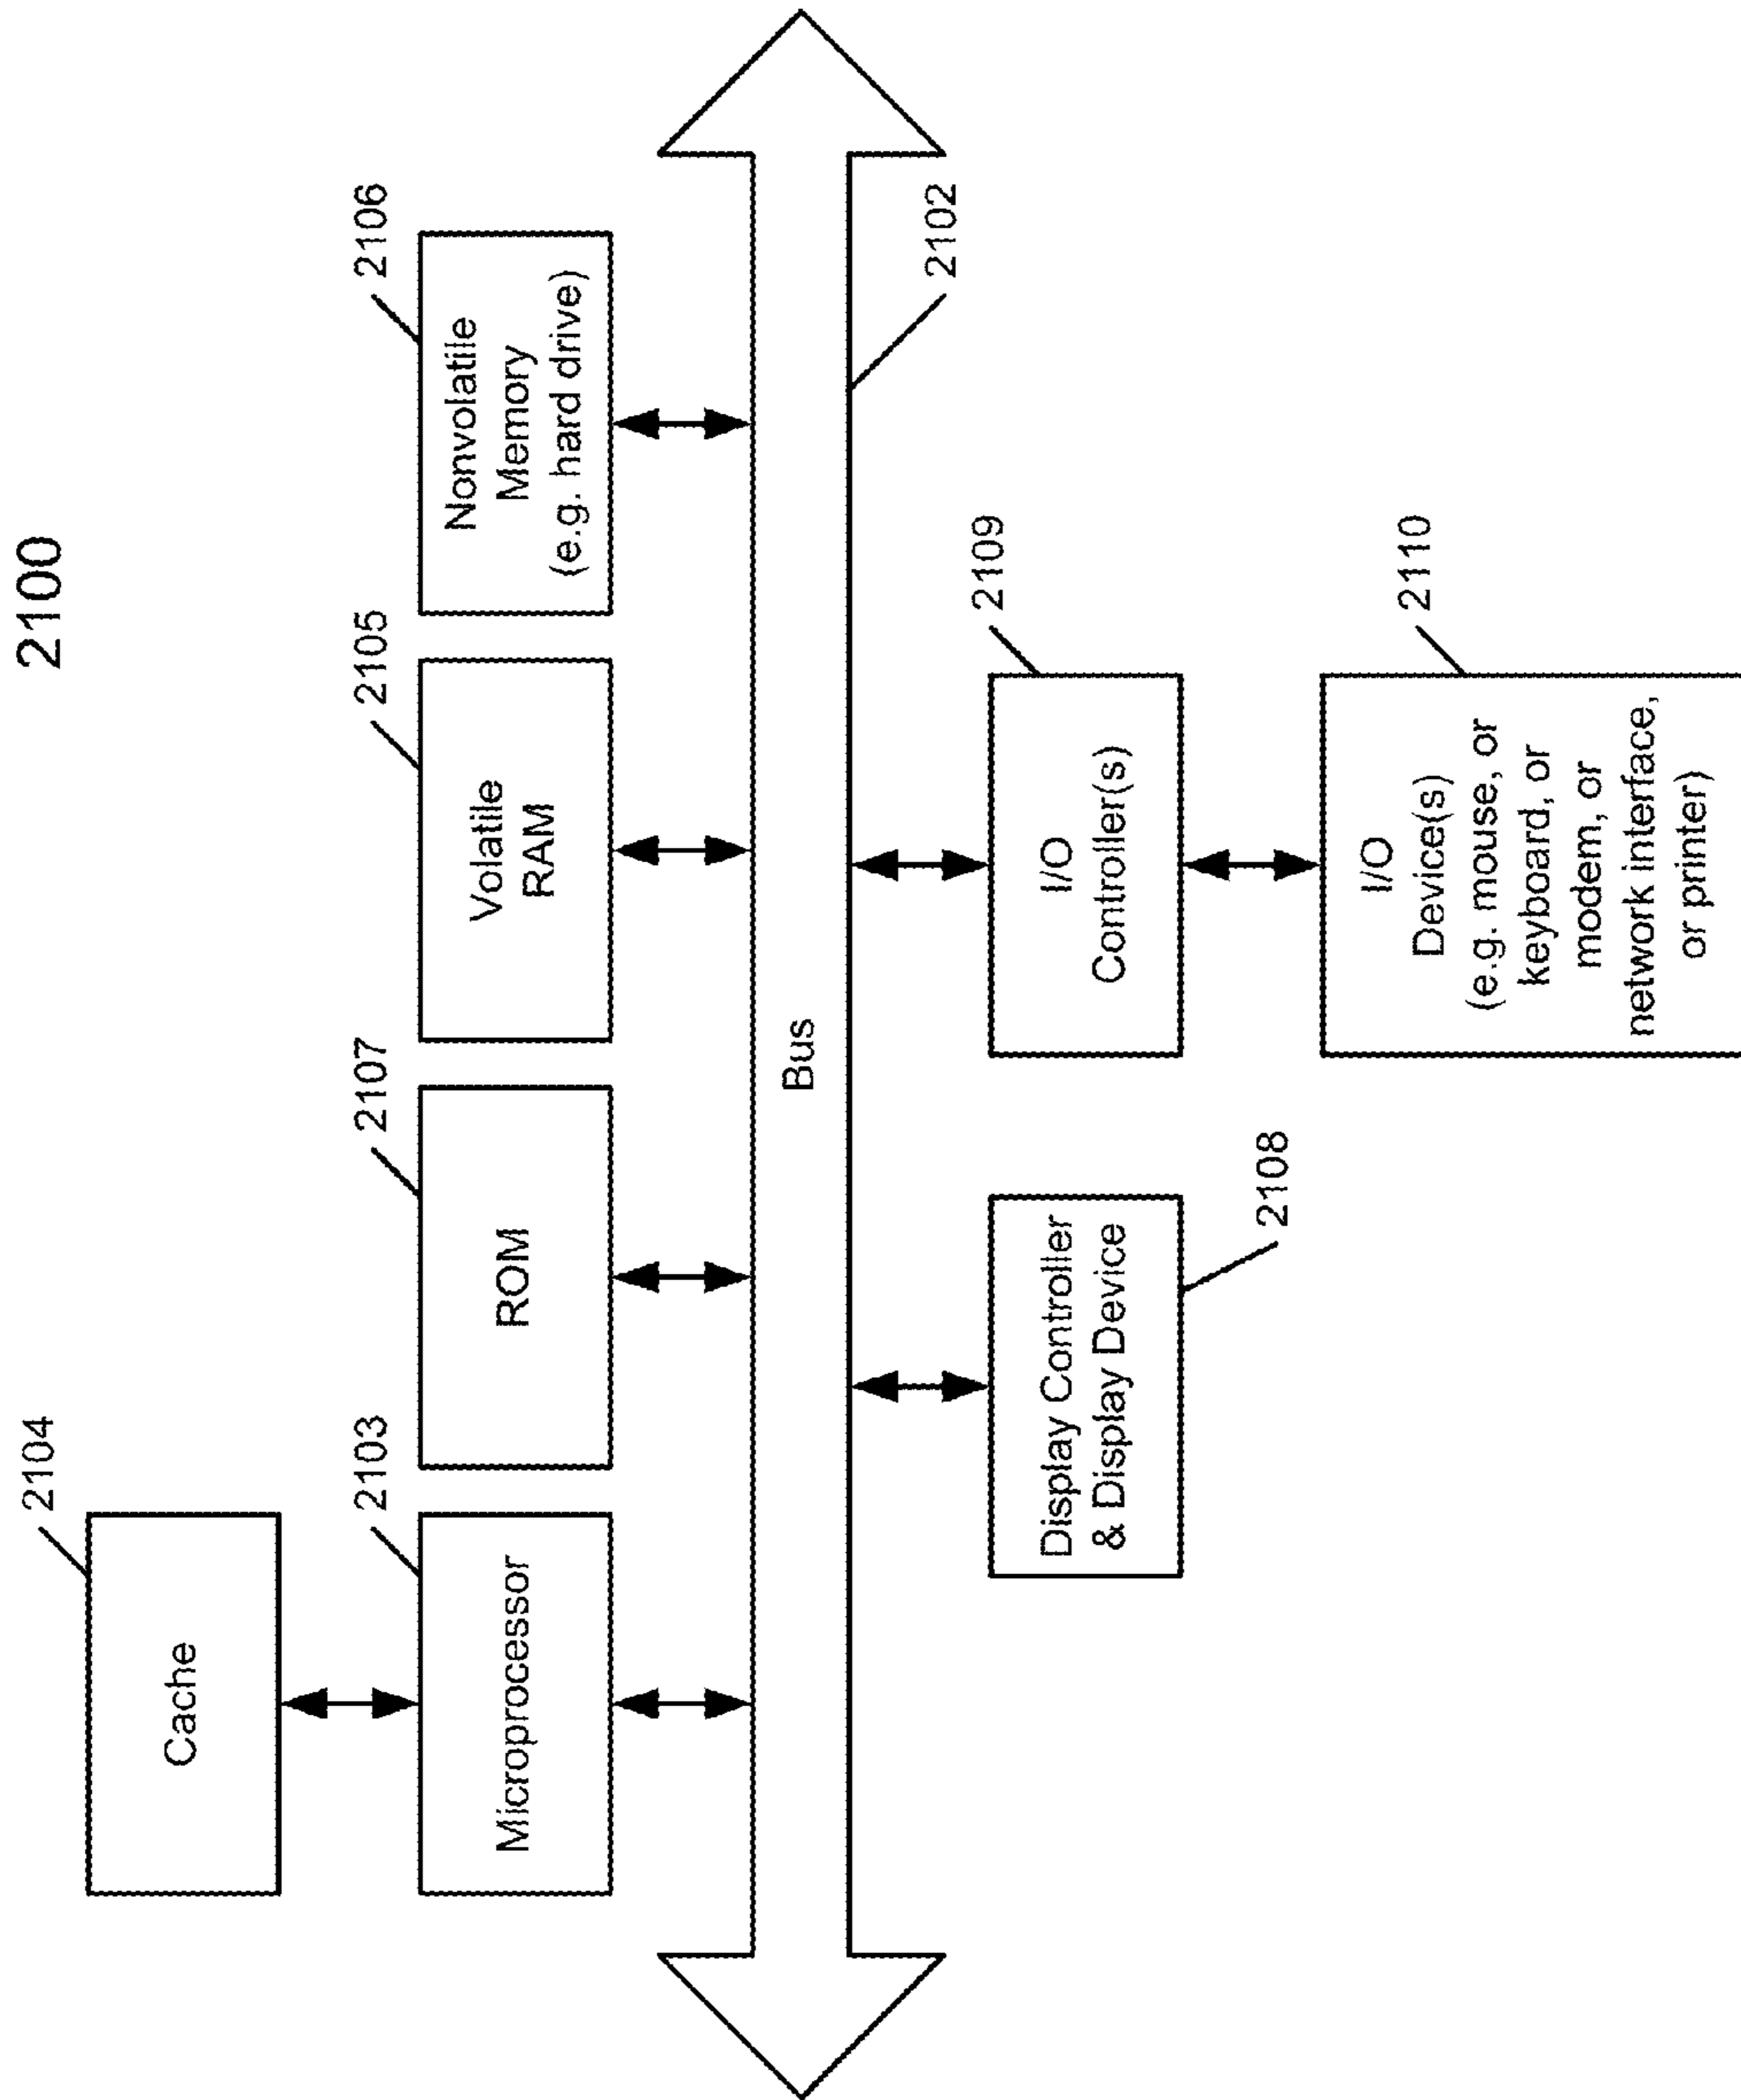 2100
2104
Cache
2103
2107
2105
2106
Microprocessor
ROM
Volatile
RAM
Nonvolatile
Memory
(e.g. hard drive)
Bus
2102
2109
Display Controller
& Display Device
I/O
Controller(s)
2108
2110
I/O
Device(s)
(e.g. mouse, or
keyboard, or
modem, or
network interface,
or printer)